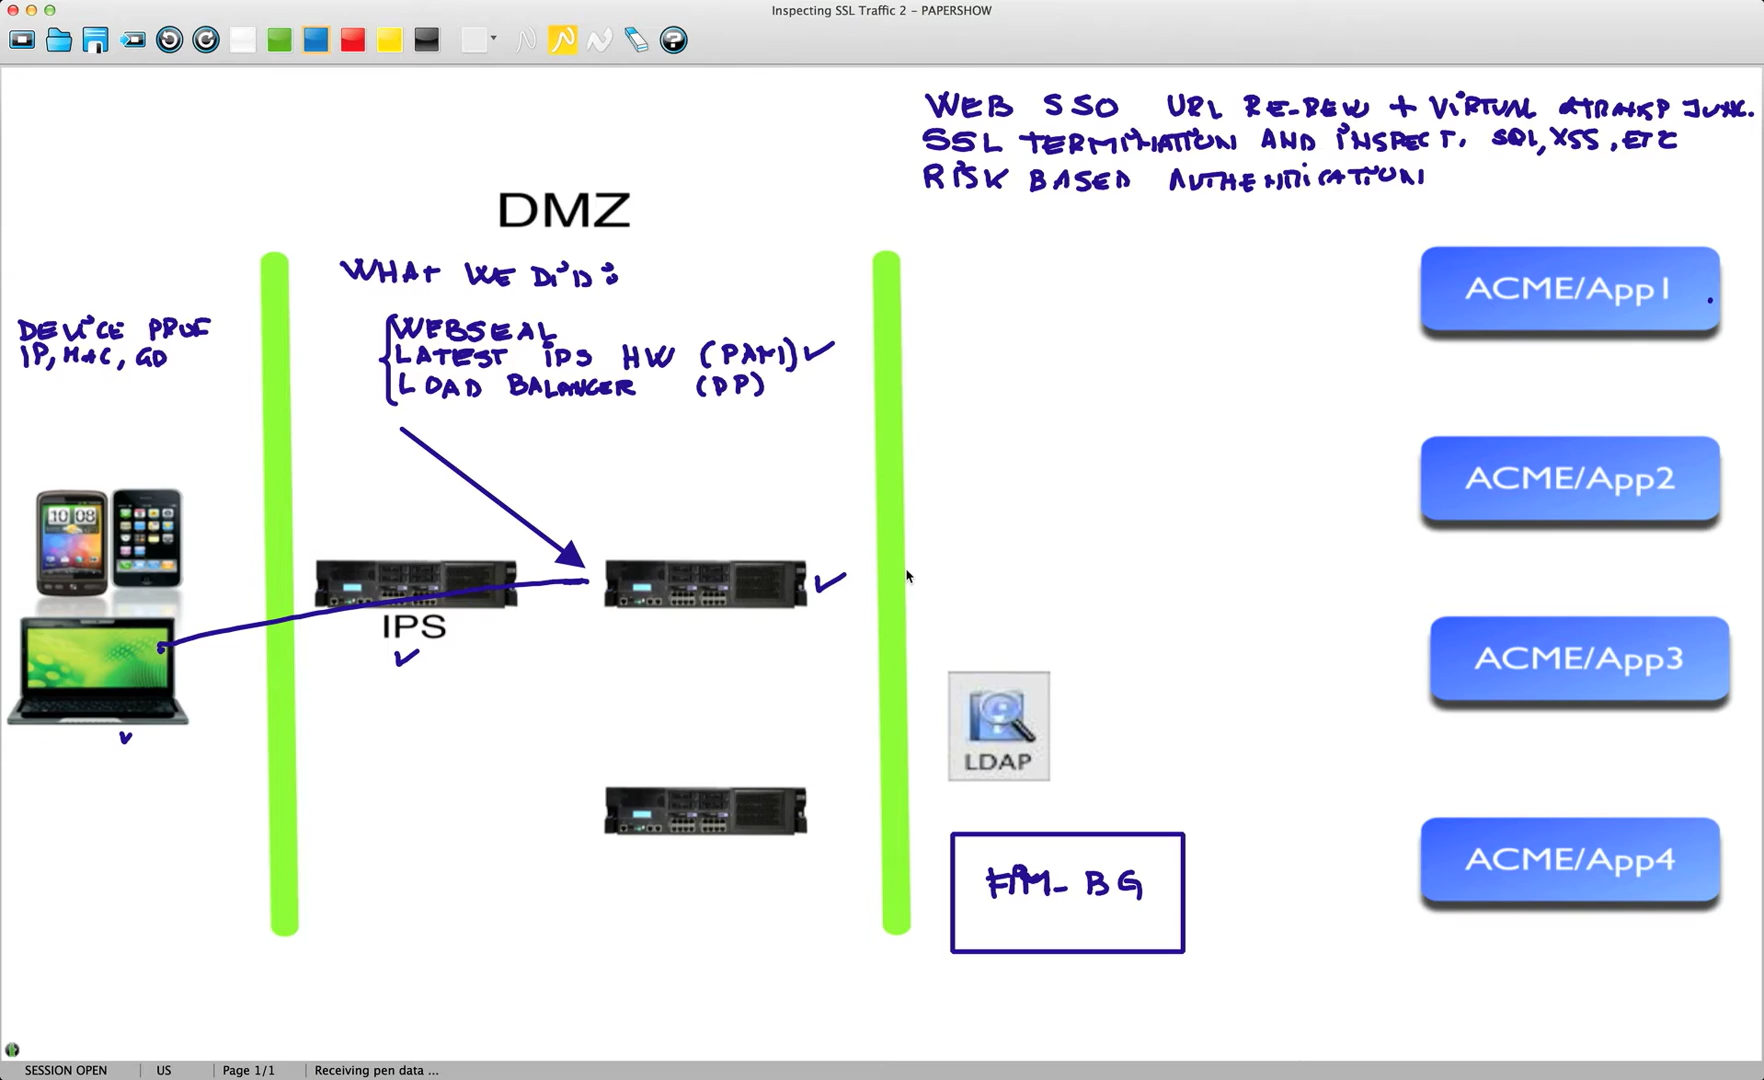 Inspecting SSL Traffic 2 – PAPERSHOW
WEB SSO URL RE-REW + VIRTUAL &TRANSP JUNC.
SSL TERMINATION AND INSPECT. SQL, XSS, ETC
RISK BASED AUTHENTICATION
DMZ
WHAT WE DID:
WEBSEAL
LATEST IPS HW (PAM)
LOAD BALANCER (DP)
DEVICE PROF
IP, MAC, GO
10 08
IPS
LDAP
FIM-BG
ACME/App1
ACME/App2
ACME/App3
ACME/App4
SESSION OPEN US Page 1/1 Receiving pen data ...